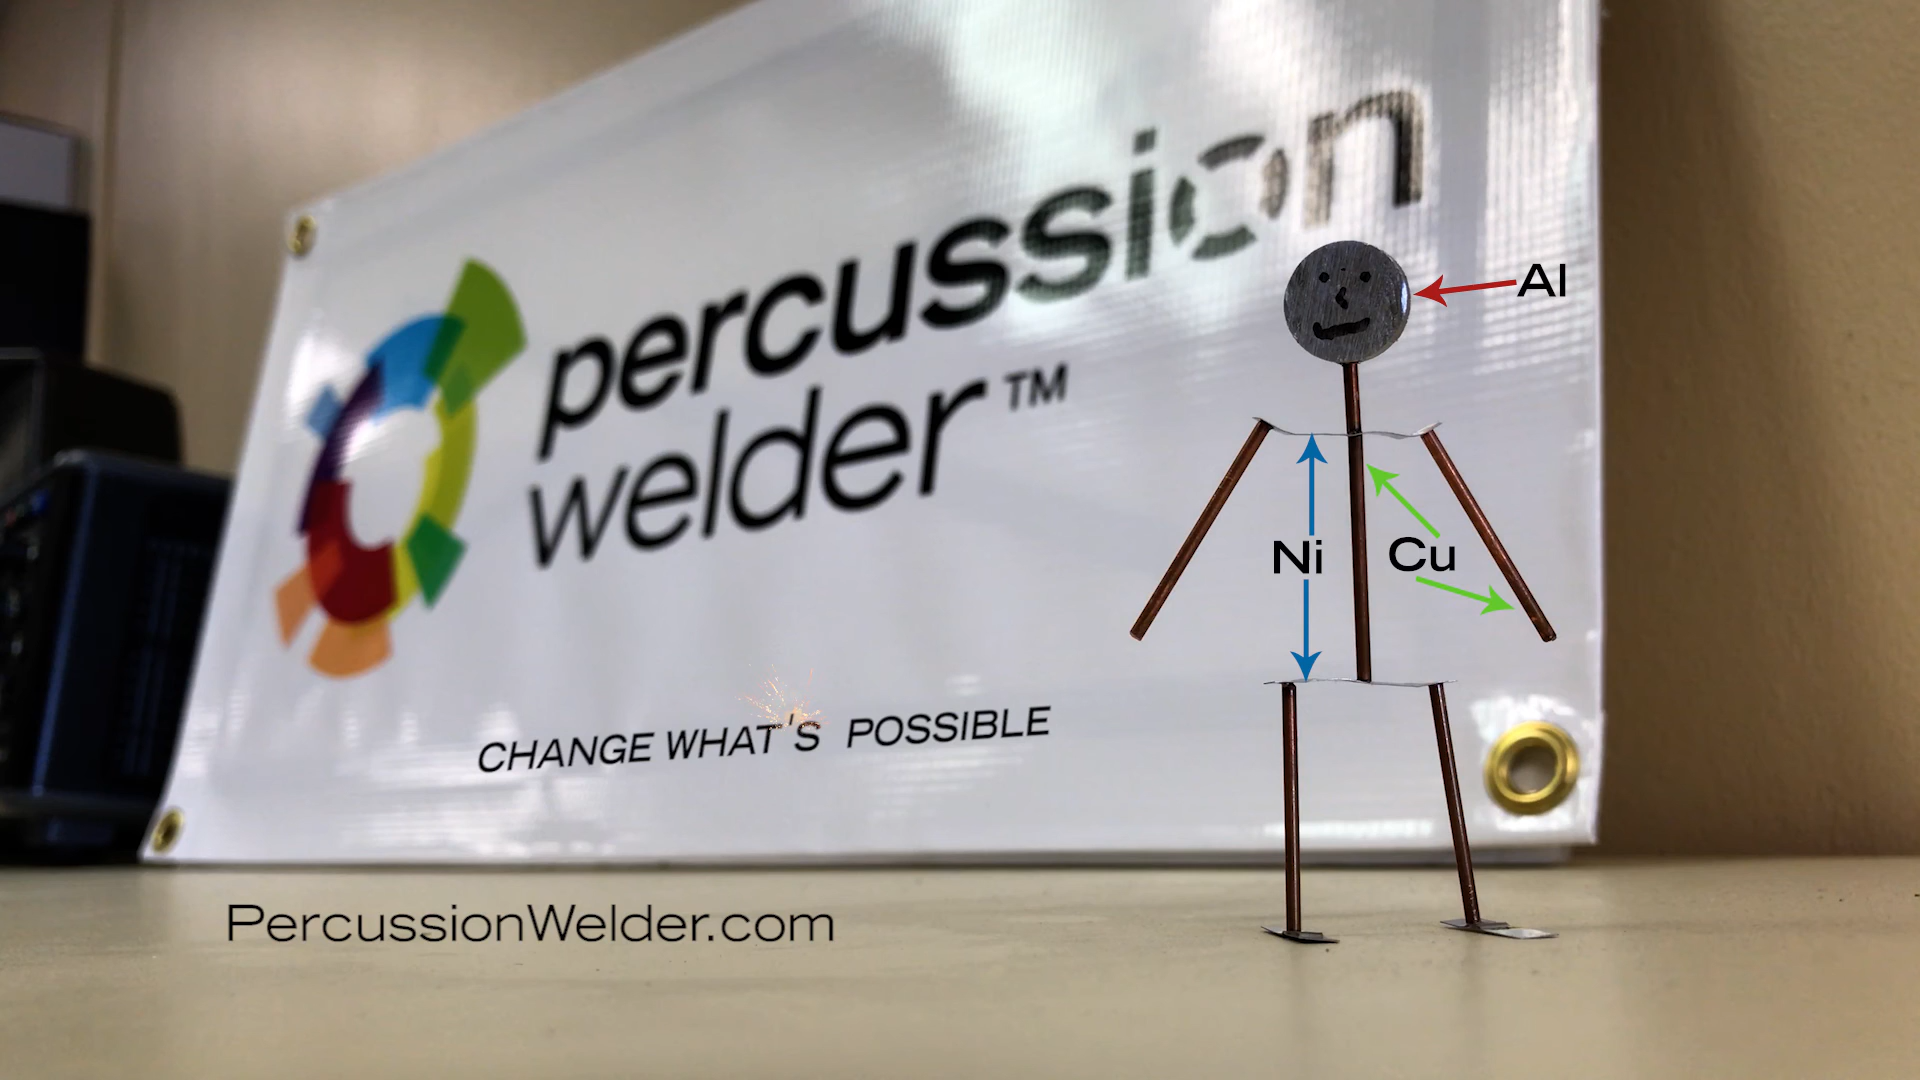 percussion
welder™
CHANGE WHAT'S POSSIBLE
Al
Ni
Cu
PercussionWelder.com